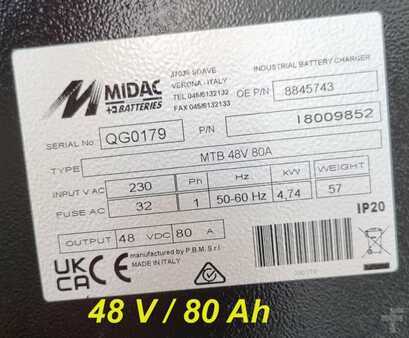 MIDAC
BATTERIES
37038 SOAVE
VERONA - ITALY
TEL 045/6132132
FAX 045/6132133
INDUSTRIAL BATTERY CHARGER
OE P/N 8845743
SERIAL No QG0179 P/N 18009852
TYPE MTB 48V 80A
INPUT V AC 230 Ph Hz kW WEIGHT
FUSE AC 32 1 50-60 Hz 4,74 57
OUTPUT 48 VDC 80 A
IP20
manufactured by P.B.M. S.r.l.
MADE IN ITALY
UK CA CE
48 V / 80 Ah